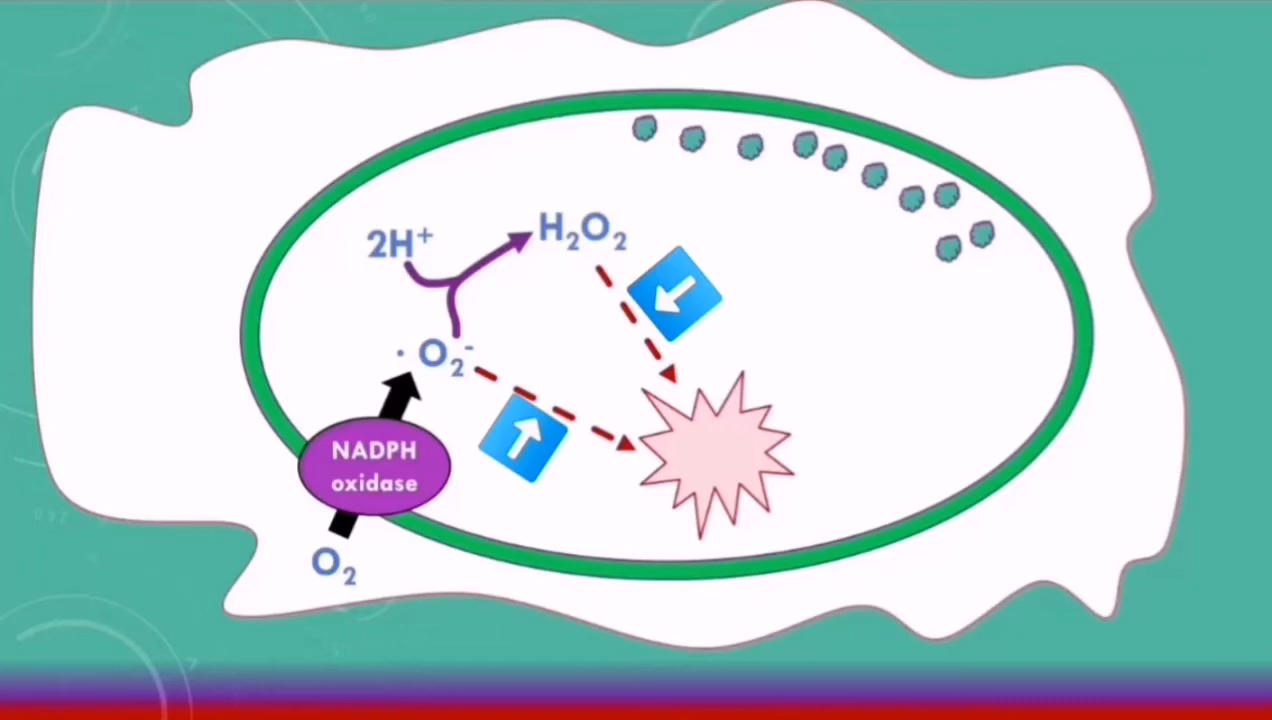 2H⁺
H₂O₂
· O₂⁻
NADPH
oxidase
O₂